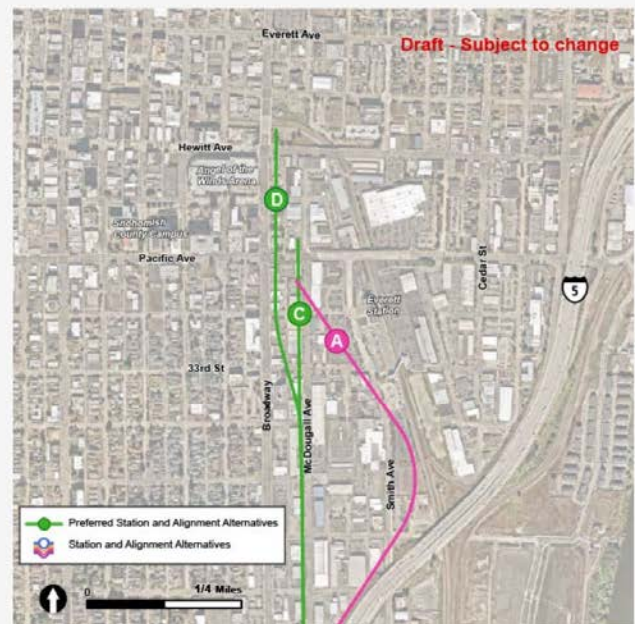 Everett Ave
Draft - Subject to change
Hewitt Ave
Angel of the
Winds Arena
D
Snohomish
County Campus
Pacific Ave
Cedar St
5
Everett
Station
C
A
33rd St
Broadway
McDougall Ave
Smith Ave
Preferred Station and Alignment Alternatives
Station and Alignment Alternatives
0
1/4 Miles